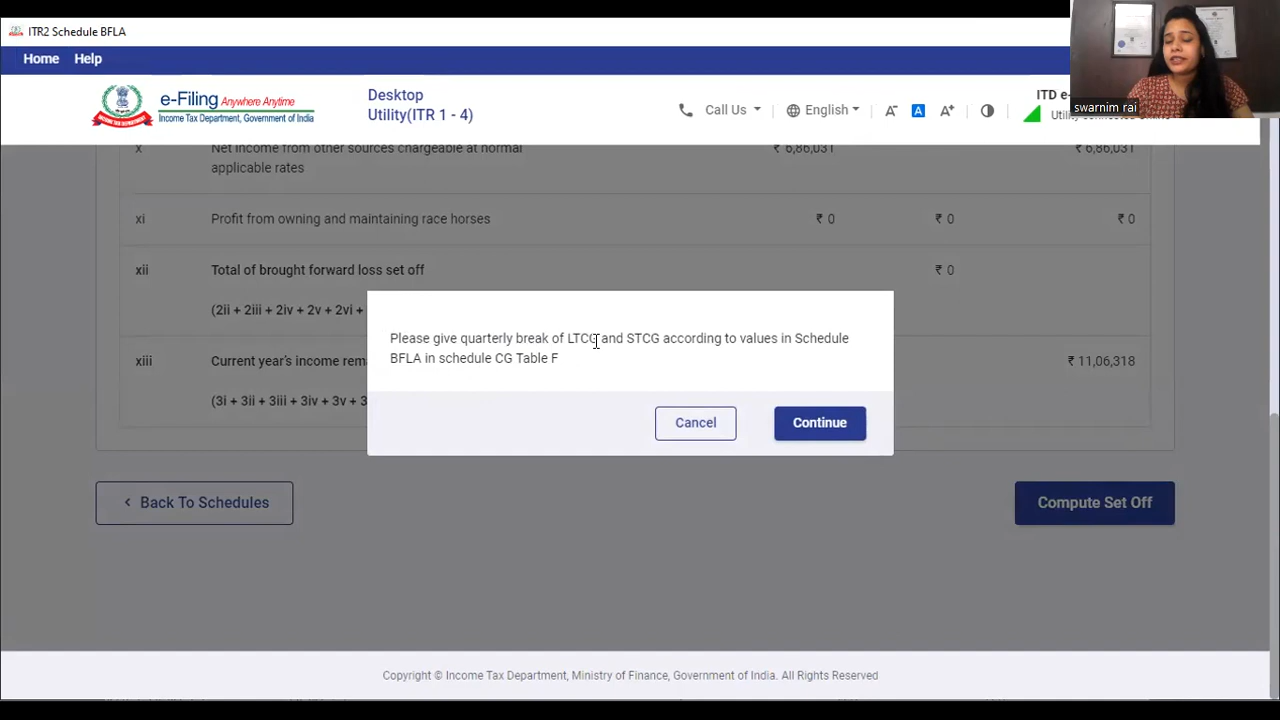 ITR2 Schedule BFLA
Home Help
e-Filing Anywhere Anytime
Income Tax Department, Government of India
Desktop
Utility(ITR 1 - 4)
Call Us
English
A- A A+
ITD e-
swarnim rai
x Net income from other sources chargeable at normal ₹ 6,86,031 ₹ 6,86,031
applicable rates
xi Profit from owning and maintaining race horses ₹ 0 ₹ 0 ₹ 0
xii Total of brought forward loss set off ₹ 0
(2ii + 2iii + 2iv + 2v + 2vi +
Please give quarterly break of LTCG and STCG according to values in Schedule
BFLA in schedule CG Table F
xiii Current year's income rem ₹ 11,06,318
(3i + 3ii + 3iii + 3iv + 3v + 3
Cancel Continue
< Back To Schedules
Compute Set Off
Copyright © Income Tax Department, Ministry of Finance, Government of India. All Rights Reserved